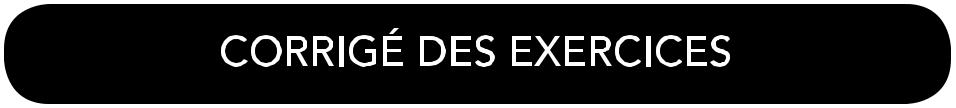 CORRIGÉ DES EXERCICES